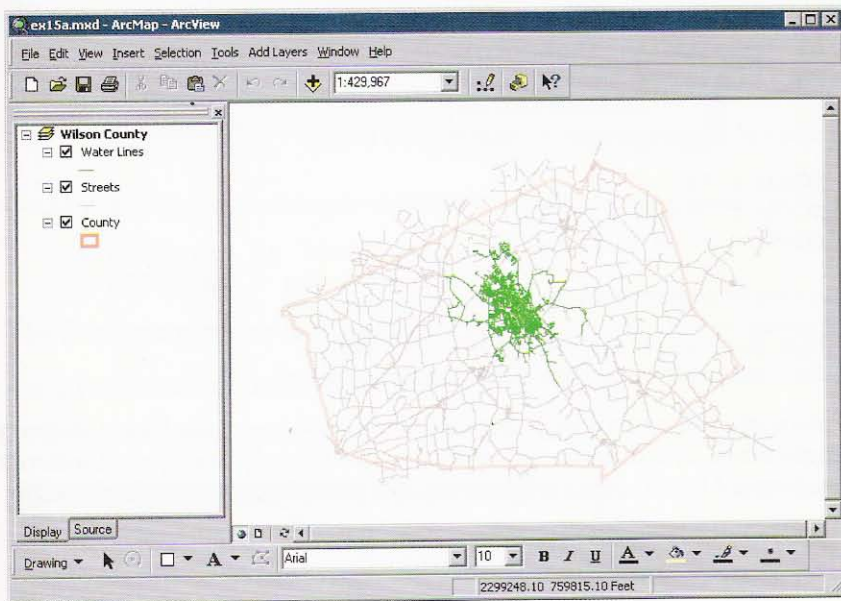 ex15a.mxd - ArcMap - ArcView
File Edit View Insert Selection Tools Add Layers Window Help
1:429,967
Wilson County
Water Lines
Streets
County
Display Source
Drawing A Arial 10 B I U A
2299248.10 759815.10 Feet